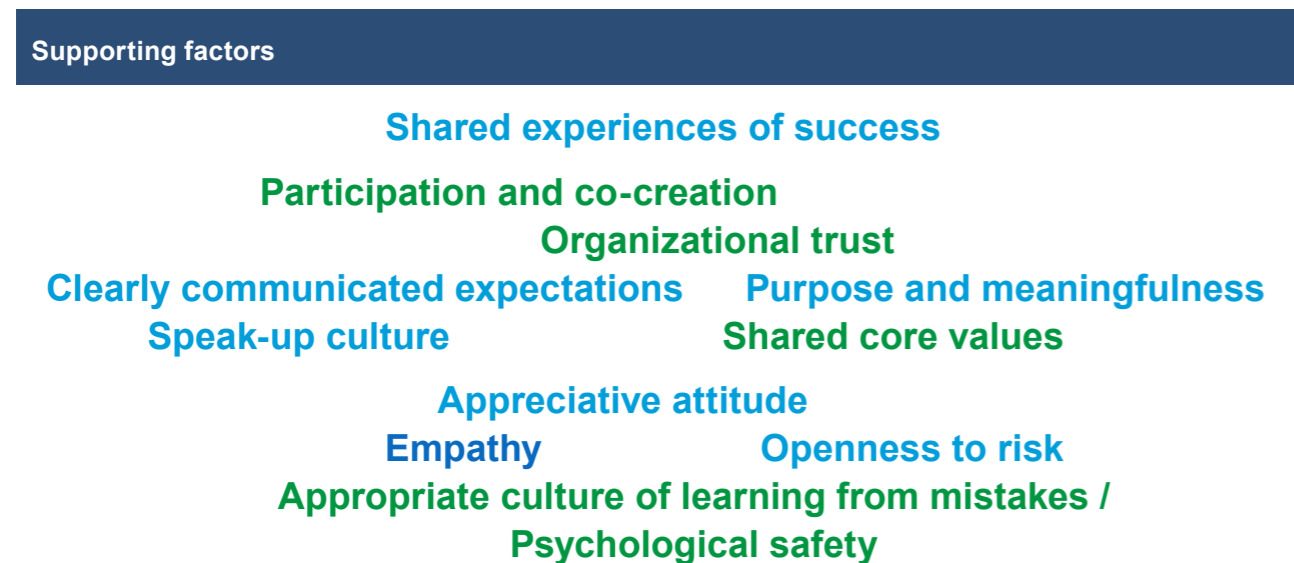 Supporting factors
Shared experiences of success
Participation and co-creation
Organizational trust
Clearly communicated expectations Purpose and meaningfulness
Speak-up culture Shared core values
Appreciative attitude
Empathy Openness to risk
Appropriate culture of learning from mistakes /
Psychological safety